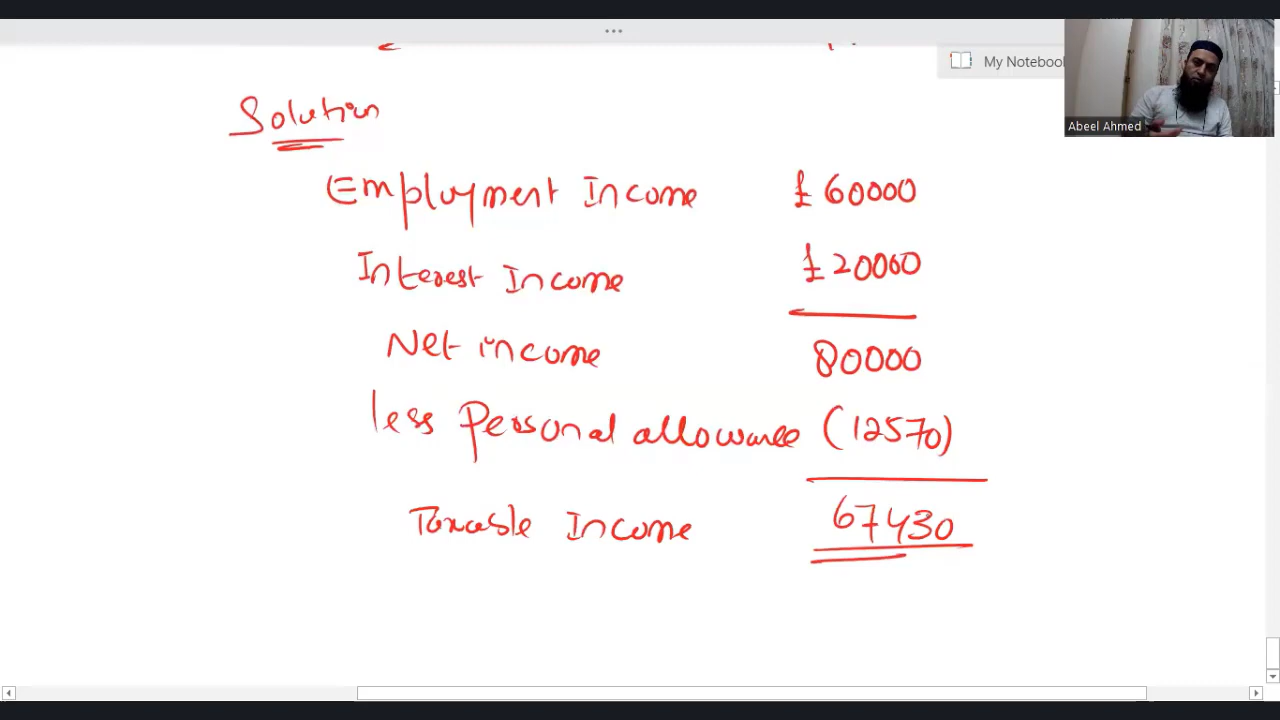 My Notebook
Abeel Ahmed
Solution
Employment Income £60000
Interest Income £20000
Net income 80000
less Personal allowance (12570)
Taxable Income 67430